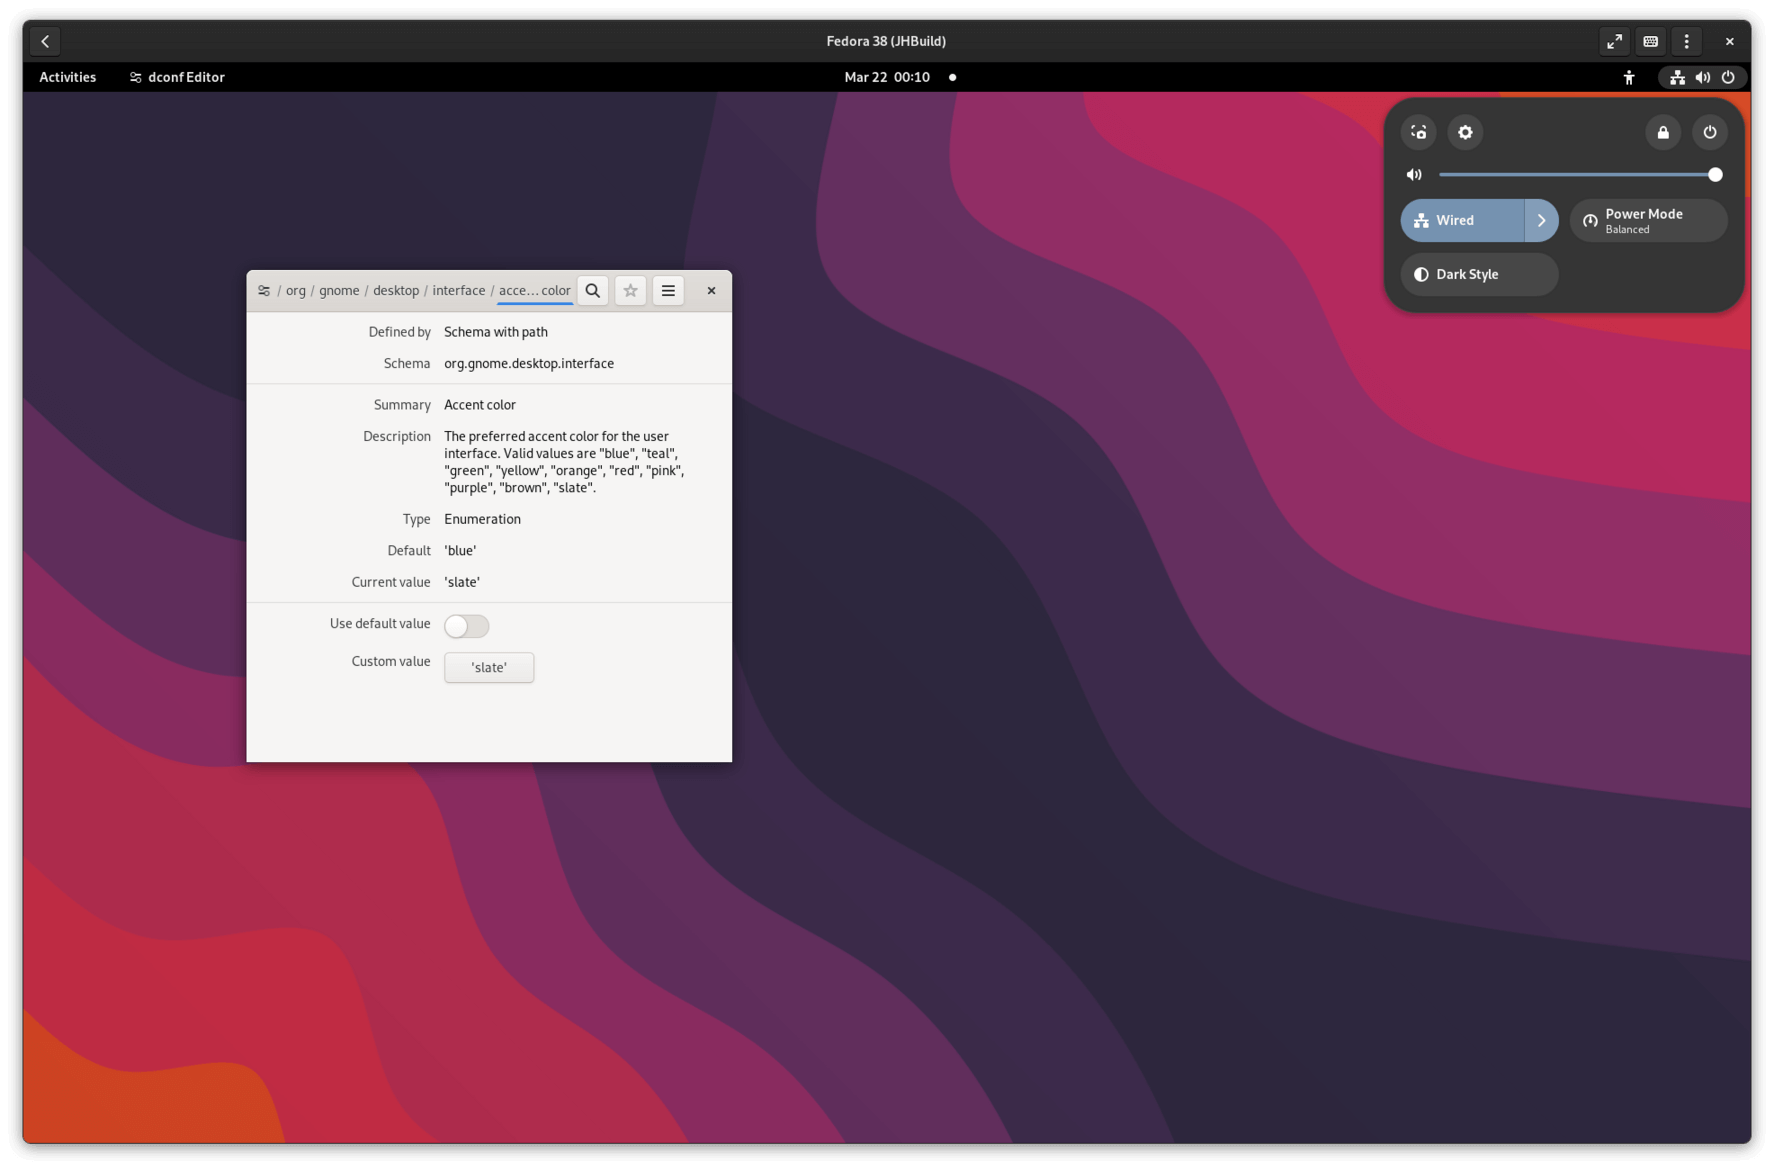 Fedora 38 (JHBuild)
Activities
dconf Editor
Mar 22 00:10
Wired
Power Mode
Balanced
Dark Style
/ org / gnome / desktop / interface / acce… color
Defined by Schema with path
Schema org.gnome.desktop.interface
Summary Accent color
Description The preferred accent color for the user
interface. Valid values are "blue", "teal",
"green", "yellow", "orange", "red", "pink",
"purple", "brown", "slate".
Type Enumeration
Default 'blue'
Current value 'slate'
Use default value
Custom value 'slate'